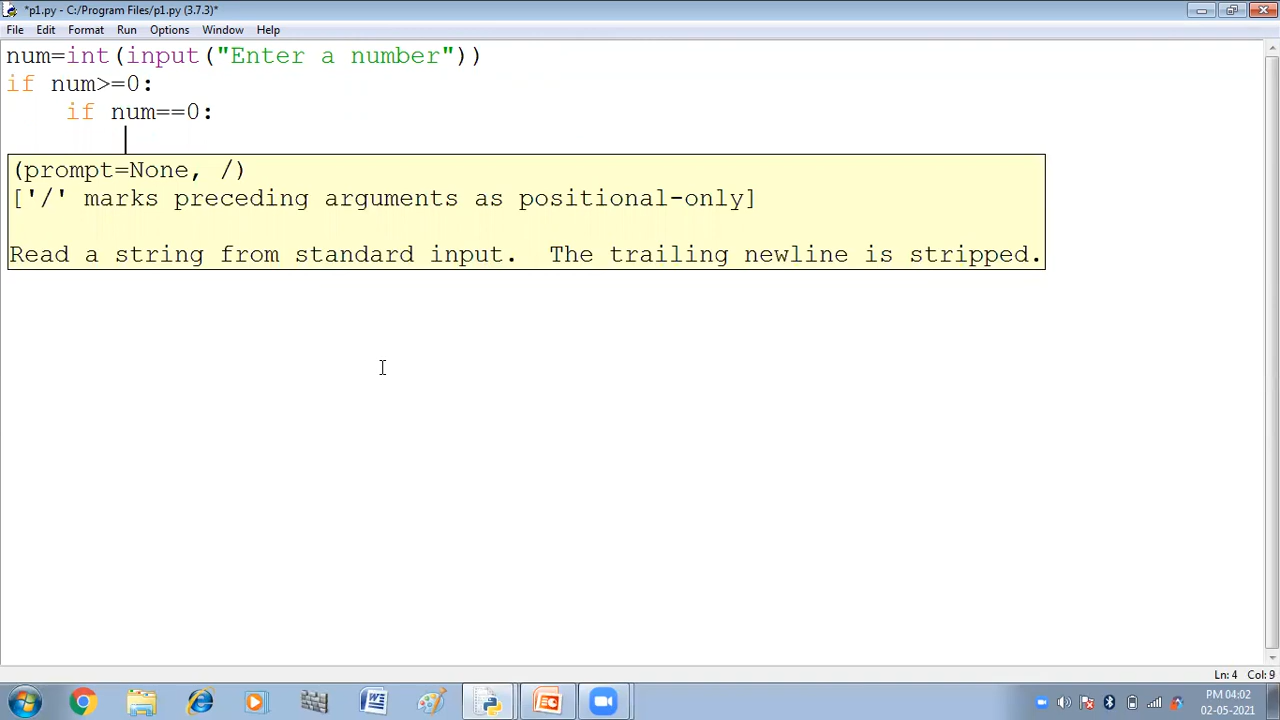 *p1.py - C:/Program Files/p1.py (3.7.3)*
File Edit Format Run Options Window Help
num=int(input("Enter a number"))
if num>=0:
    if num==0:
(prompt=None, /)
['/' marks preceding arguments as positional-only]
Read a string from standard input.  The trailing newline is stripped.
Ln: 4 Col: 9
PM 04:02
02-05-2021